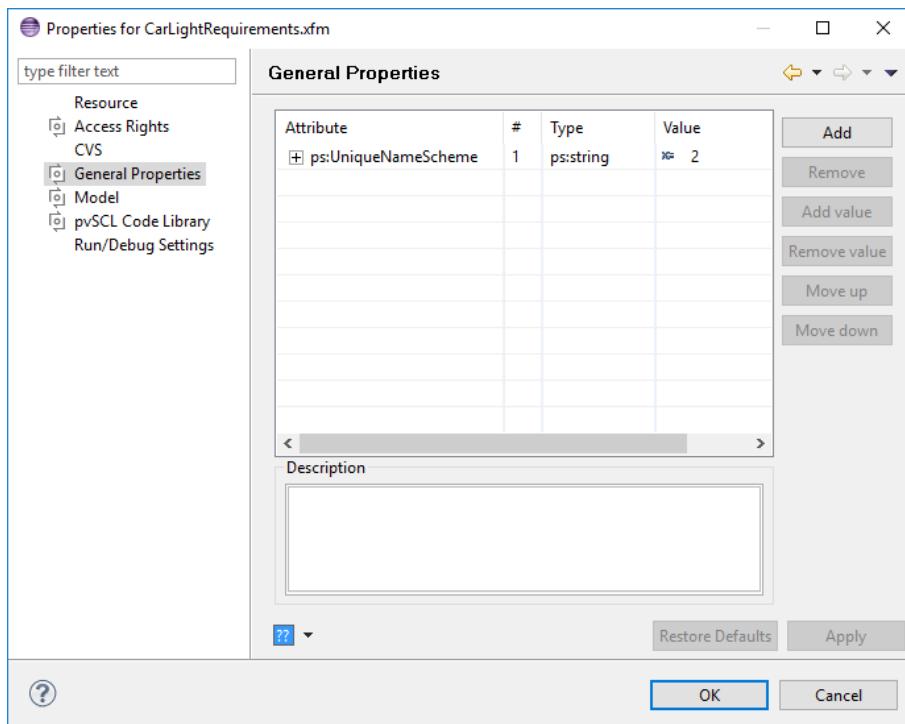 Properties for CarLightRequirements.xfm
type filter text
Resource
Access Rights
CVS
General Properties
Model
pvSCL Code Library
Run/Debug Settings
General Properties
Attribute # Type Value
ps:UniqueNameScheme 1 ps:string 2
Add
Remove
Add value
Remove value
Move up
Move down
Description
??
Restore Defaults Apply
?
OK Cancel